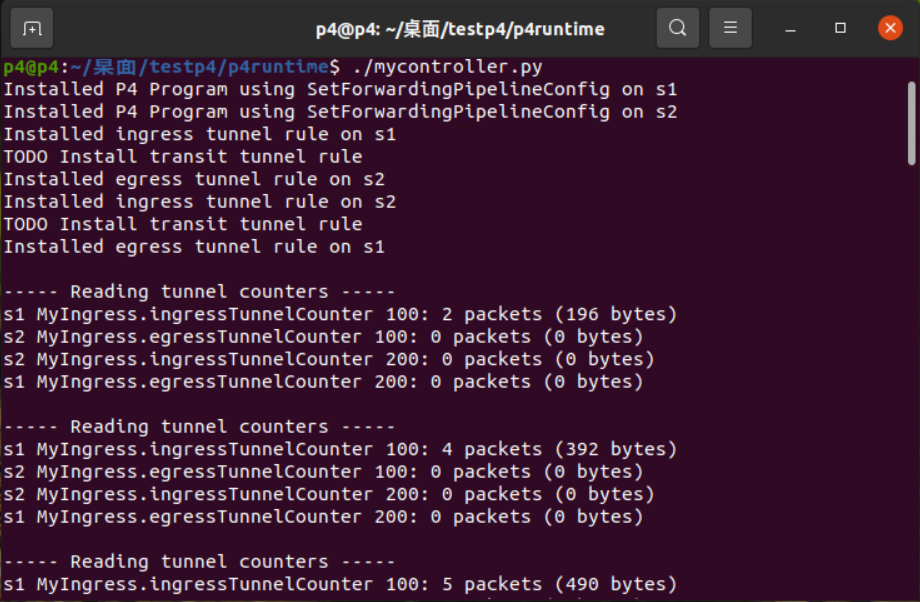 p4@p4: ~/桌面/testp4/p4runtime
p4@p4:~/桌面/testp4/p4runtime$ ./mycontroller.py
Installed P4 Program using SetForwardingPipelineConfig on s1
Installed P4 Program using SetForwardingPipelineConfig on s2
Installed ingress tunnel rule on s1
TODO Install transit tunnel rule
Installed egress tunnel rule on s2
Installed ingress tunnel rule on s2
TODO Install transit tunnel rule
Installed egress tunnel rule on s1
----- Reading tunnel counters -----
s1 MyIngress.ingressTunnelCounter 100: 2 packets (196 bytes)
s2 MyIngress.egressTunnelCounter 100: 0 packets (0 bytes)
s2 MyIngress.ingressTunnelCounter 200: 0 packets (0 bytes)
s1 MyIngress.egressTunnelCounter 200: 0 packets (0 bytes)
----- Reading tunnel counters -----
s1 MyIngress.ingressTunnelCounter 100: 4 packets (392 bytes)
s2 MyIngress.egressTunnelCounter 100: 0 packets (0 bytes)
s2 MyIngress.ingressTunnelCounter 200: 0 packets (0 bytes)
s1 MyIngress.egressTunnelCounter 200: 0 packets (0 bytes)
----- Reading tunnel counters -----
s1 MyIngress.ingressTunnelCounter 100: 5 packets (490 bytes)